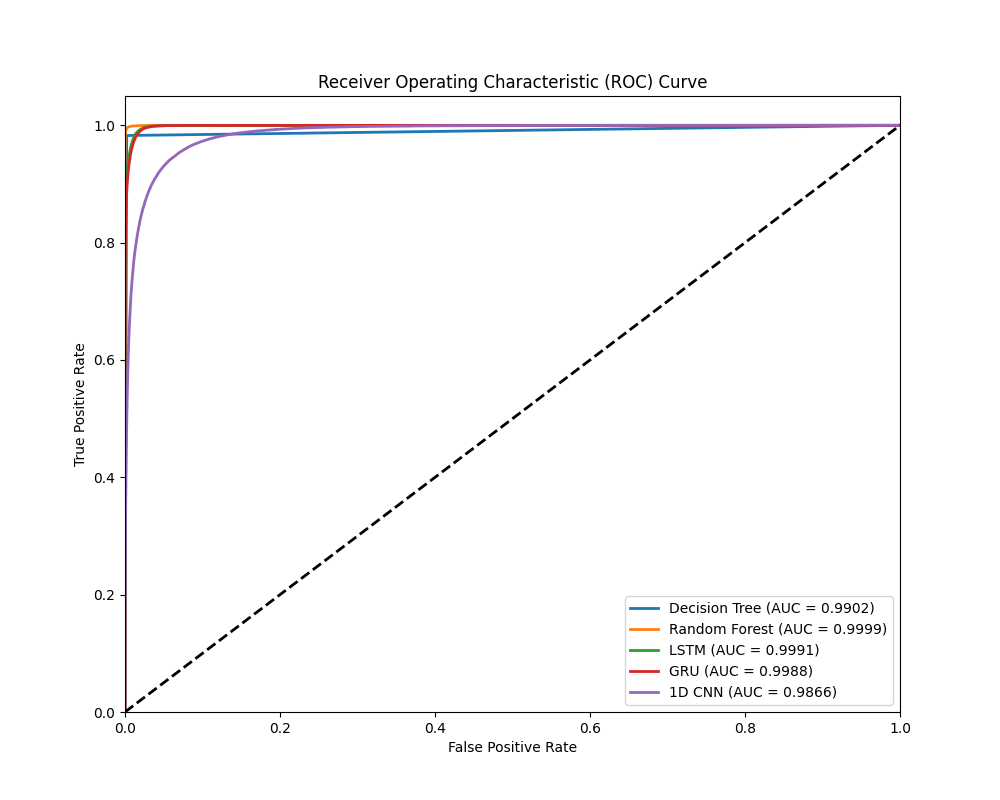 Receiver Operating Characteristic (ROC) Curve
True Positive Rate
1.0
0.8
0.6
0.4
0.2
0.0
0.0 0.2 0.4 0.6 0.8 1.0
False Positive Rate
Decision Tree (AUC = 0.9902)
Random Forest (AUC = 0.9999)
LSTM (AUC = 0.9991)
GRU (AUC = 0.9988)
1D CNN (AUC = 0.9866)